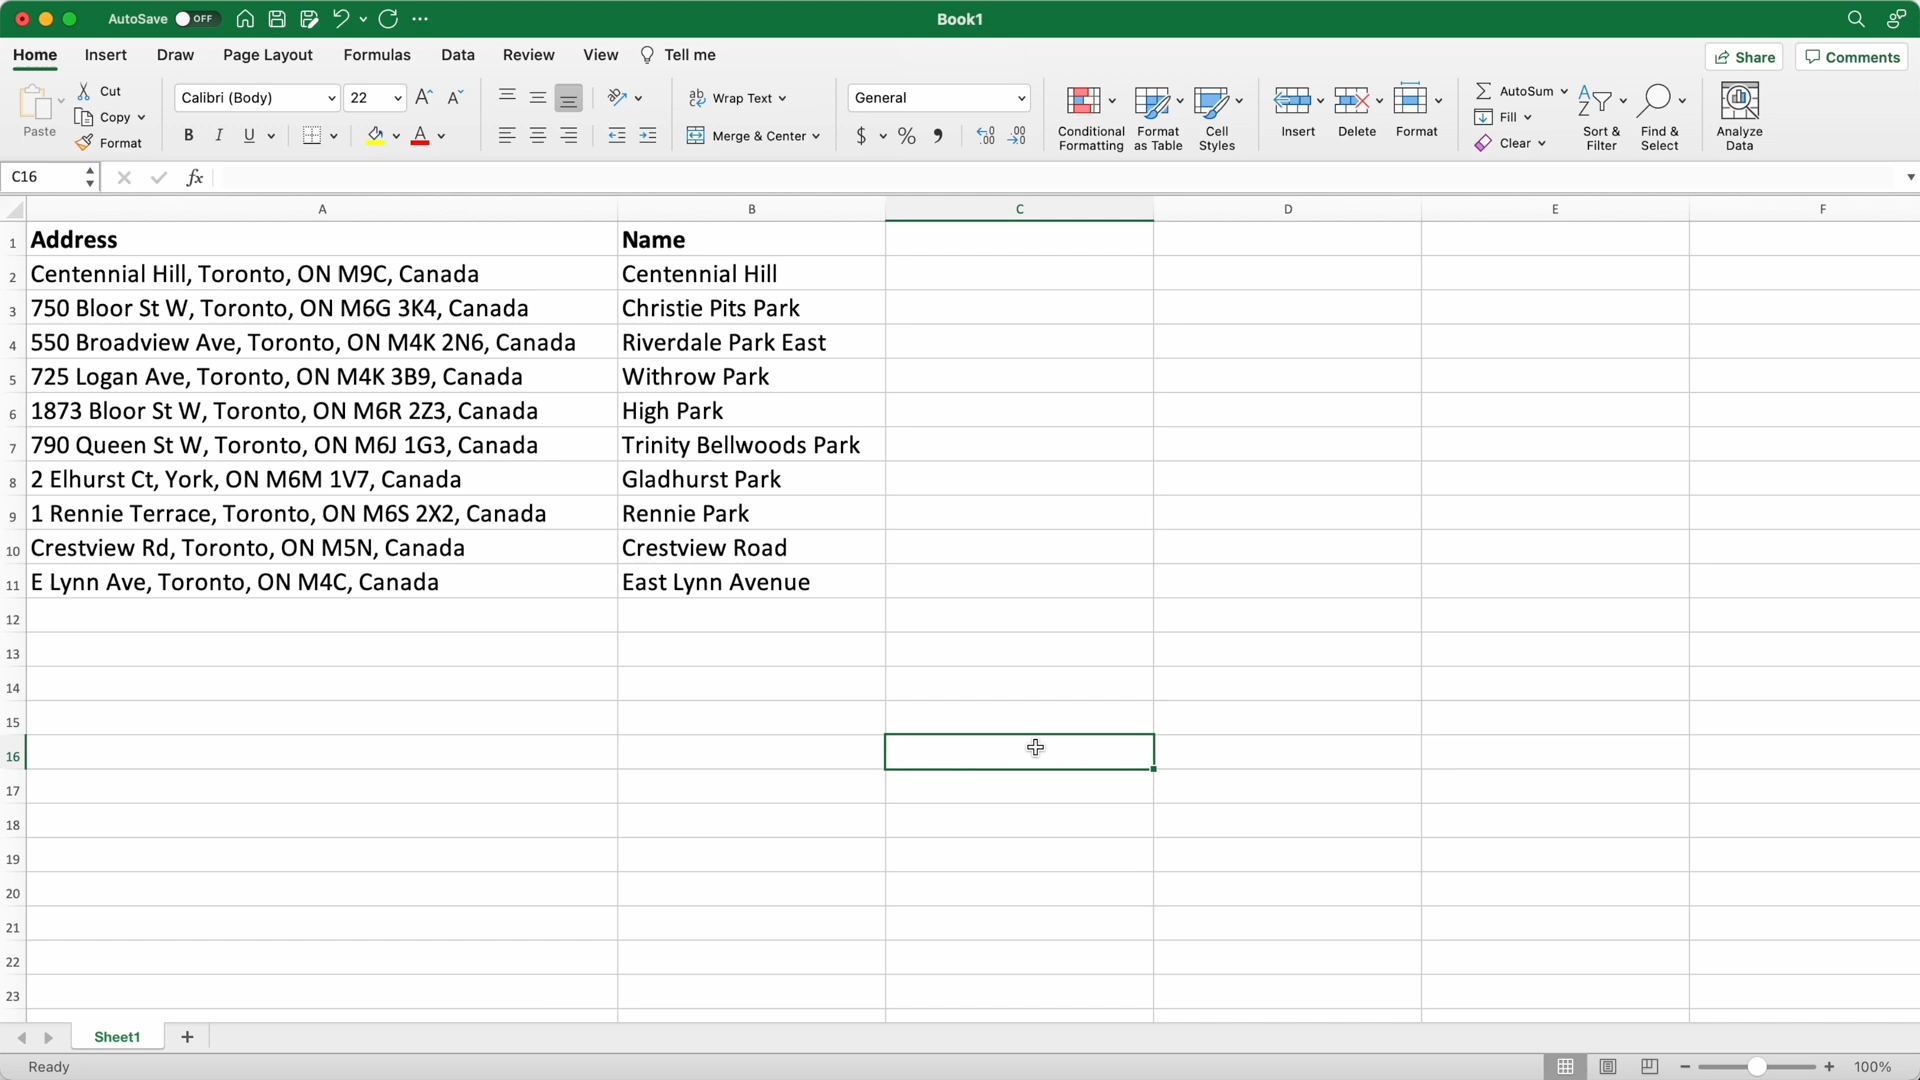 AutoSave OFF Book1
Home Insert Draw Page Layout Formulas Data Review View Tell me Share Comments
Paste Cut Copy Format
Calibri (Body) 22
B I U A
ab Wrap Text
Merge & Center
General
$ % 9
Conditional Formatting
Format as Table
Cell Styles
Insert Delete Format
AutoSum
Fill
Clear
Sort & Filter
Find & Select
Analyze Data
C16 fx
A B C D E F
1 Address Name
2 Centennial Hill, Toronto, ON M9C, Canada Centennial Hill
3 750 Bloor St W, Toronto, ON M6G 3K4, Canada Christie Pits Park
4 550 Broadview Ave, Toronto, ON M4K 2N6, Canada Riverdale Park East
5 725 Logan Ave, Toronto, ON M4K 3B9, Canada Withrow Park
6 1873 Bloor St W, Toronto, ON M6R 2Z3, Canada High Park
7 790 Queen St W, Toronto, ON M6J 1G3, Canada Trinity Bellwoods Park
8 2 Elhurst Ct, York, ON M6M 1V7, Canada Gladhurst Park
9 1 Rennie Terrace, Toronto, ON M6S 2X2, Canada Rennie Park
10 Crestview Rd, Toronto, ON M5N, Canada Crestview Road
11 E Lynn Ave, Toronto, ON M4C, Canada East Lynn Avenue
12
13
14
15
16
17
18
19
20
21
22
23
Sheet1
Ready 100%